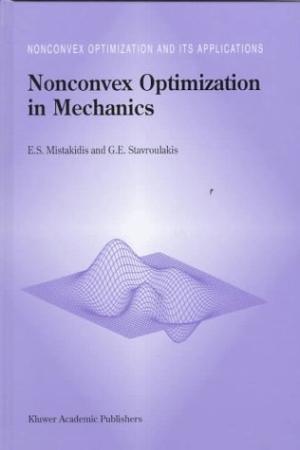 NONCONVEX OPTIMIZATION AND ITS APPLICATIONS
Nonconvex Optimization
in Mechanics
E.S. Mistakidis and G.E. Stavroulakis
Kluwer Academic Publishers